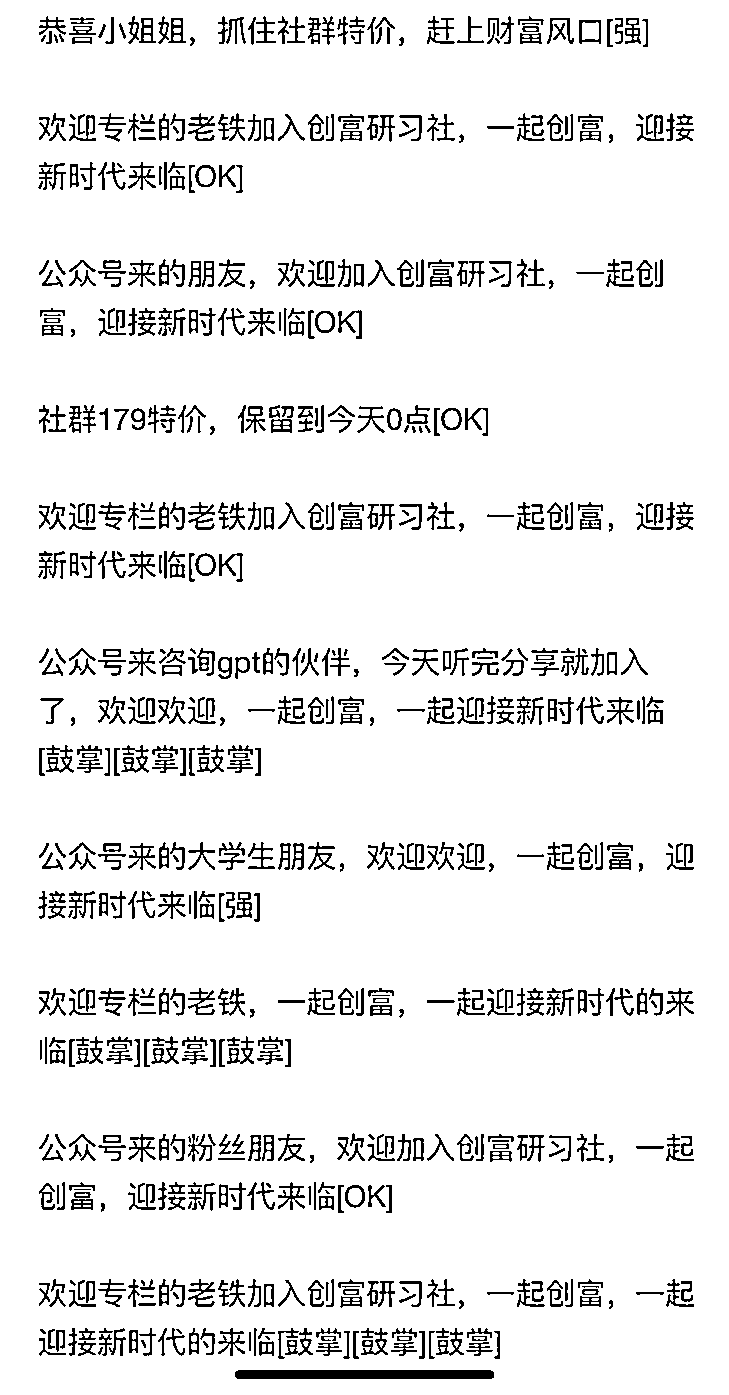 恭喜小姐姐，抓住社群特价，赶上财富风口[强]
欢迎专栏的老铁加入创富研习社，一起创富，迎接
新时代来临[OK]
公众号来的朋友，欢迎加入创富研习社，一起创
富，迎接新时代来临[OK]
社群179特价，保留到今天0点[OK]
欢迎专栏的老铁加入创富研习社，一起创富，迎接
新时代来临[OK]
公众号来咨询gpt的伙伴，今天听完分享就加入
了，欢迎欢迎，一起创富，一起迎接新时代来临
[鼓掌][鼓掌][鼓掌]
公众号来的大学生朋友，欢迎欢迎，一起创富，迎
接新时代来临[强]
欢迎专栏的老铁，一起创富，一起迎接新时代的来
临[鼓掌][鼓掌][鼓掌]
公众号来的粉丝朋友，欢迎加入创富研习社，一起
创富，迎接新时代来临[OK]
欢迎专栏的老铁加入创富研习社，一起创富，一起
迎接新时代的来临[鼓掌][鼓掌][鼓掌]